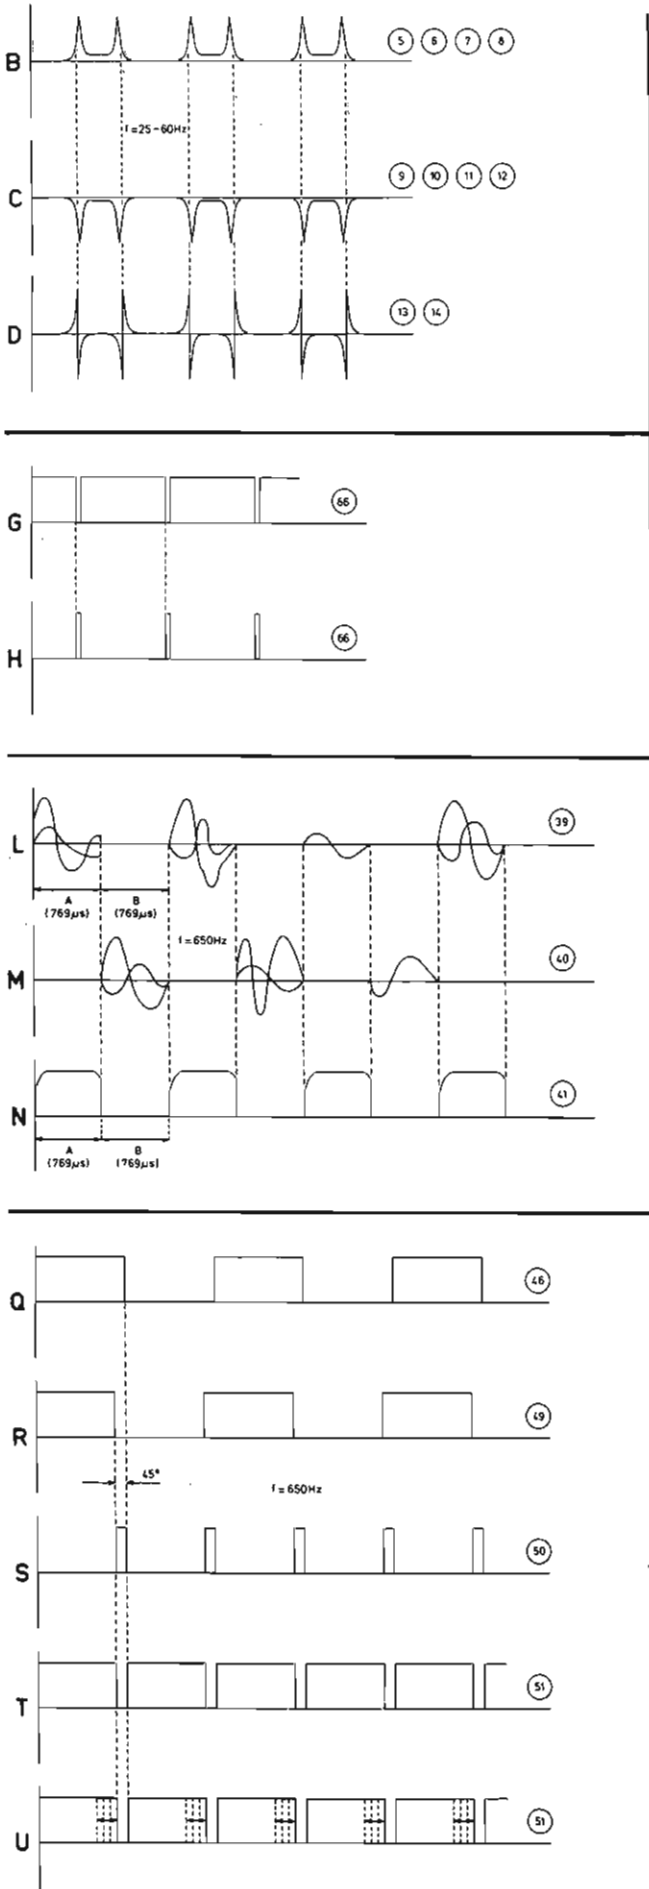 B 5 6 7 8
f=25-60Hz
C 9 10 11 12
D 13 14
G 66
H 66
L 39
A B
(769µs) (769µs)
f=650Hz
M 40
N 41
A B
(769µs) (769µs)
Q 46
R 49
45°
f=650Hz
S 50
T 51
U 51